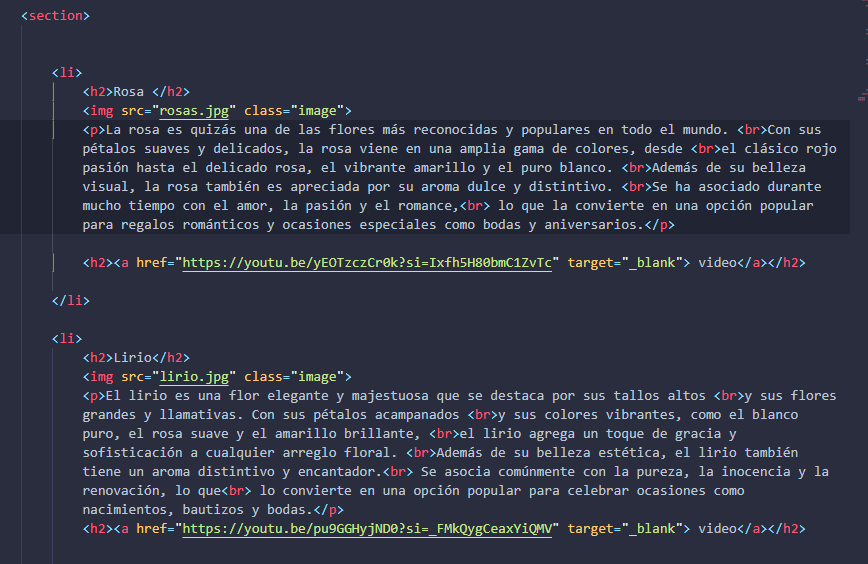 <section>
<li>
<h2>Rosa </h2>
<img src="rosas.jpg" class="image">
<p>La rosa es quizás una de las flores más reconocidas y populares en todo el mundo. <br>Con sus
pétalos suaves y delicados, la rosa viene en una amplia gama de colores, desde <br>el clásico rojo
pasión hasta el delicado rosa, el vibrante amarillo y el puro blanco. <br>Además de su belleza
visual, la rosa también es apreciada por su aroma dulce y distintivo. <br>Se ha asociado durante
mucho tiempo con el amor, la pasión y el romance,<br> lo que la convierte en una opción popular
para regalos románticos y ocasiones especiales como bodas y aniversarios.</p>
<h2><a href="https://youtu.be/yEOTzczCr0k?si=Ixfh5H80bmC1ZvTc" target="_blank"> video</a></h2>
</li>
<li>
<h2>Lirio</h2>
<img src="lirio.jpg" class="image">
<p>El lirio es una flor elegante y majestuosa que se destaca por sus tallos altos <br>y sus flores
grandes y llamativas. Con sus pétalos acampanados <br>y sus colores vibrantes, como el blanco
puro, el rosa suave y el amarillo brillante, <br>el lirio agrega un toque de gracia y
sofisticación a cualquier arreglo floral. <br>Además de su belleza estética, el lirio también
tiene un aroma distintivo y encantador.<br> Se asocia comúnmente con la pureza, la inocencia y la
renovación, lo que<br> lo convierte en una opción popular para celebrar ocasiones como
nacimientos, bautizos y bodas.</p>
<h2><a href="https://youtu.be/pu9GGHyjND0?si=_FMkQygCeaxYiQMV" target="_blank"> video</a></h2>